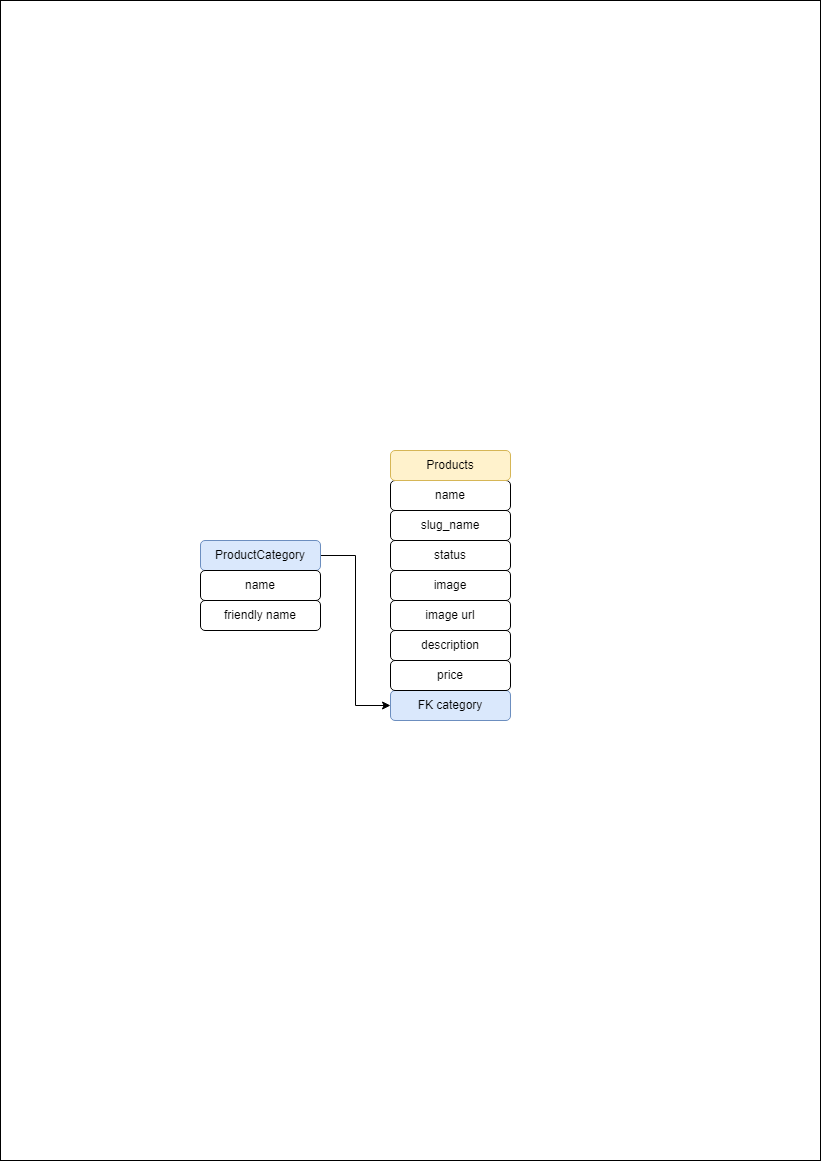 Products
name
slug_name
status
image
image url
description
price
FK category
ProductCategory
name
friendly name